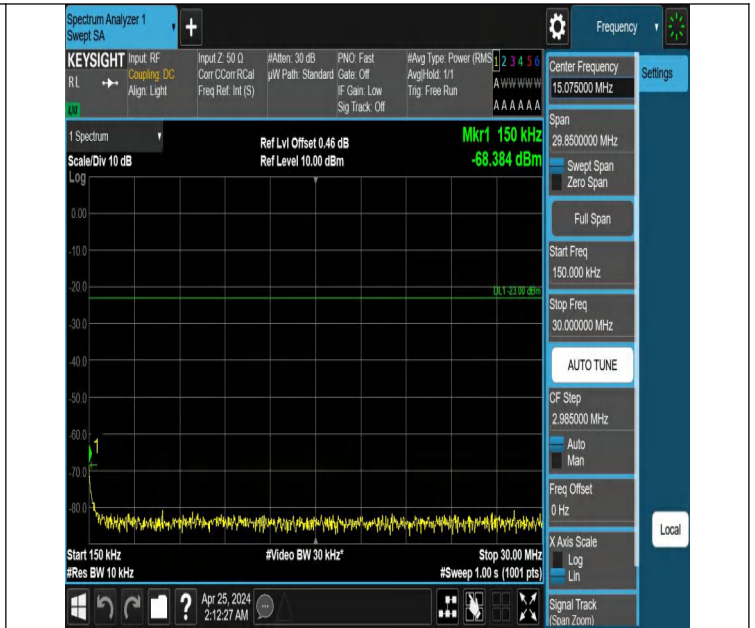 Spectrum Analyzer 1
Swept SA
+
Frequency
KEYSIGHT
RL
LXI
Input: RF
Coupling: DC
Align: Light
Input Z: 50 Ω
Corr CCorr RCal
Freq Ref: Int (S)
#Atten: 30 dB
µW Path: Standard
PNO: Fast
Gate: Off
IF Gain: Low
Sig Track: Off
#Avg Type: Power (RMS
Avg|Hold: 1/1
Trig: Free Run
1 2 3 4 5 6
A W W W W W
A A A A A A
1 Spectrum
Scale/Div 10 dB
Log
Ref Lvl Offset 0.46 dB
Ref Level 10.00 dBm
Mkr1 150 kHz
-68.384 dBm
0.00
-10.0
-20.0
DL1 -23.00 dBm
-30.0
-40.0
-50.0
-60.0
1
-70.0
-80.0
Start 150 kHz
#Res BW 10 kHz
#Video BW 30 kHz*
Stop 30.00 MHz
#Sweep 1.00 s (1001 pts)
Center Frequency
15.075000 MHz
Settings
Span
29.8500000 MHz
Swept Span
Zero Span
Full Span
Start Freq
150.000 kHz
Stop Freq
30.000000 MHz
AUTO TUNE
CF Step
2.985000 MHz
Auto
Man
Freq Offset
0 Hz
X Axis Scale
Log
Lin
Local
Signal Track
(Span Zoom)
?
Apr 25, 2024
2:12:27 AM